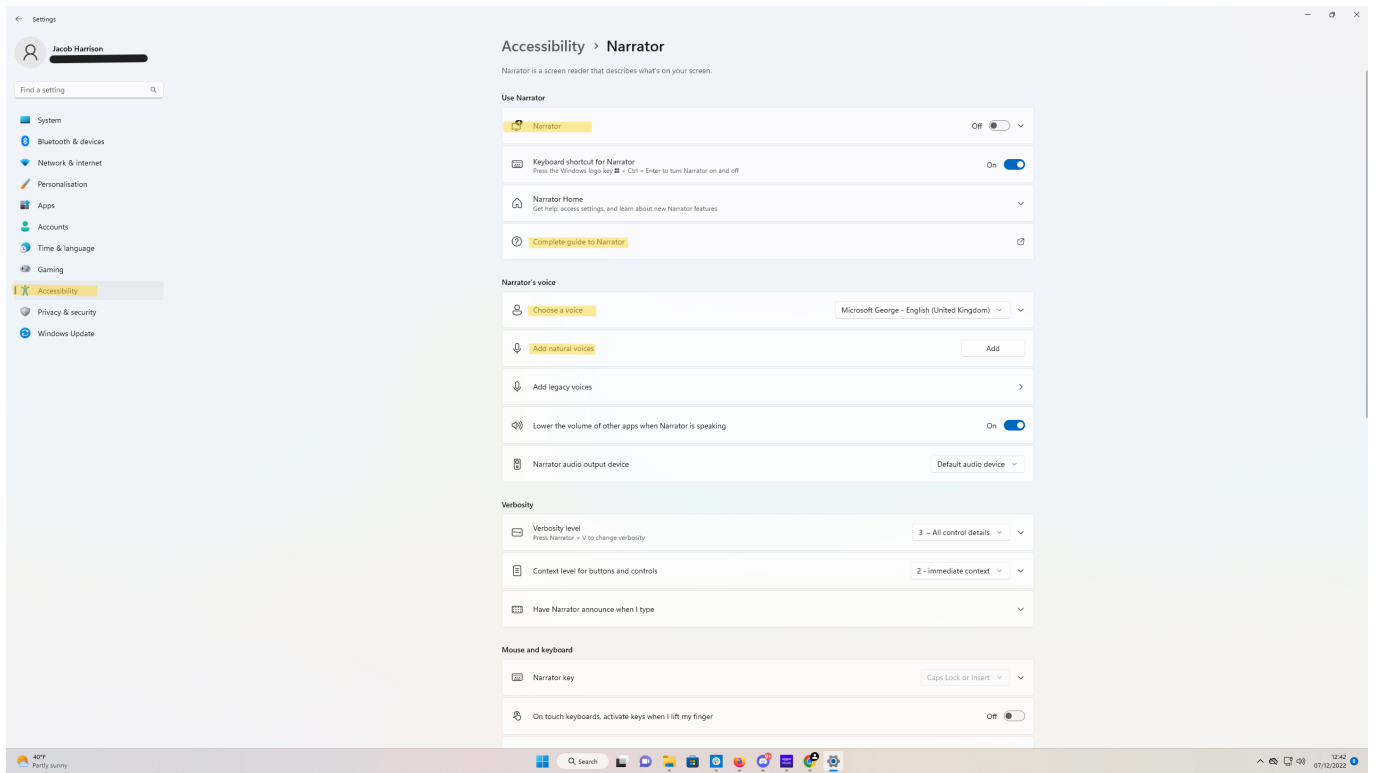 Settings
Jacob Harrison
Find a setting
System
Bluetooth & devices
Network & internet
Personalisation
Apps
Accounts
Time & language
Gaming
Accessibility
Privacy & security
Windows Update
Accessibility > Narrator
Narrator is a screen reader that describes what's on your screen.
Use Narrator
Narrator Off
Keyboard shortcut for Narrator On
Press the Windows logo key + Ctrl + Enter to turn Narrator on and off
Narrator Home
Get help, access settings, and learn about new Narrator features
Complete guide to Narrator
Narrator's voice
Choose a voice Microsoft George - English (United Kingdom)
Add natural voices Add
Add legacy voices
Lower the volume of other apps when Narrator is speaking On
Narrator audio output device Default audio device
Verbosity
Verbosity level 3 – All control details
Press Narrator + V to change verbosity
Context level for buttons and controls 2 - immediate context
Have Narrator announce when I type
Mouse and keyboard
Narrator key Caps Lock or Insert
On touch keyboards, activate keys when I lift my finger Off
40°F
Partly sunny
Search
12:42
07/12/2022